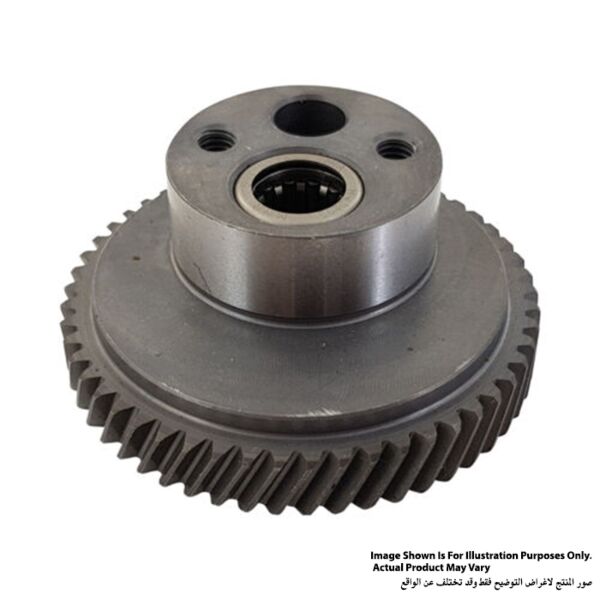 Image Shown Is For Illustration Purposes Only.
Actual Product May Vary
صور المنتج لاغراض التوضيح فقط وقد تختلف عن الواقع